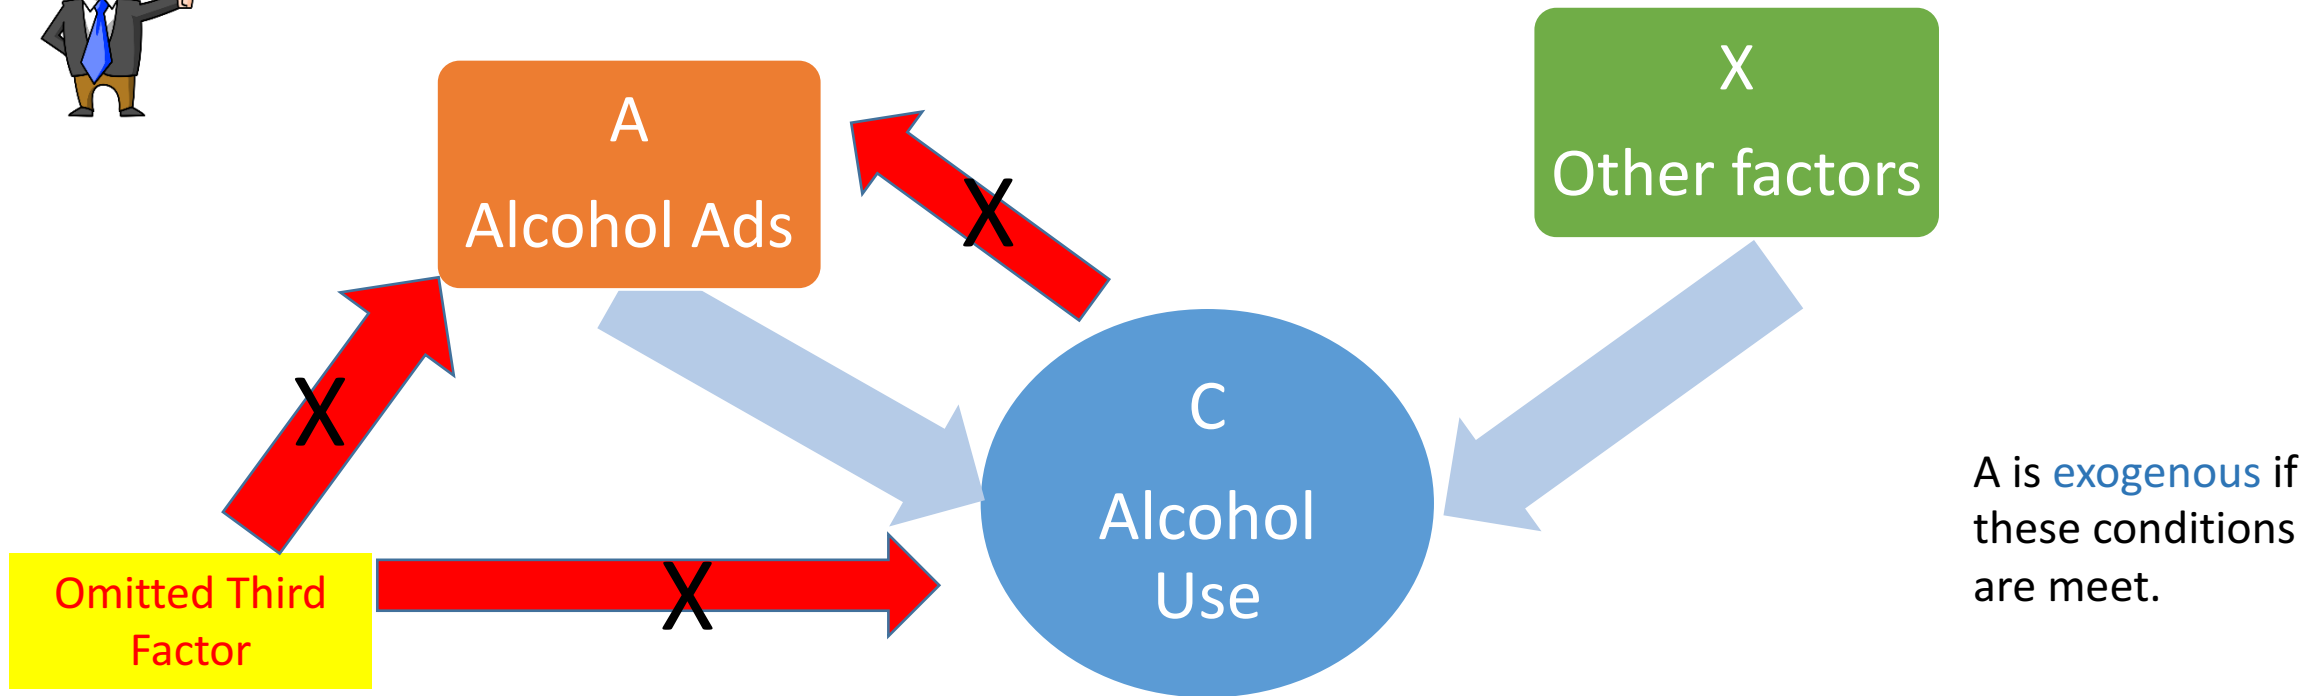 A
Alcohol Ads
X
Other factors
X
X
C
Alcohol
Use
X
Omitted Third
Factor
A is exogenous if
these conditions
are meet.